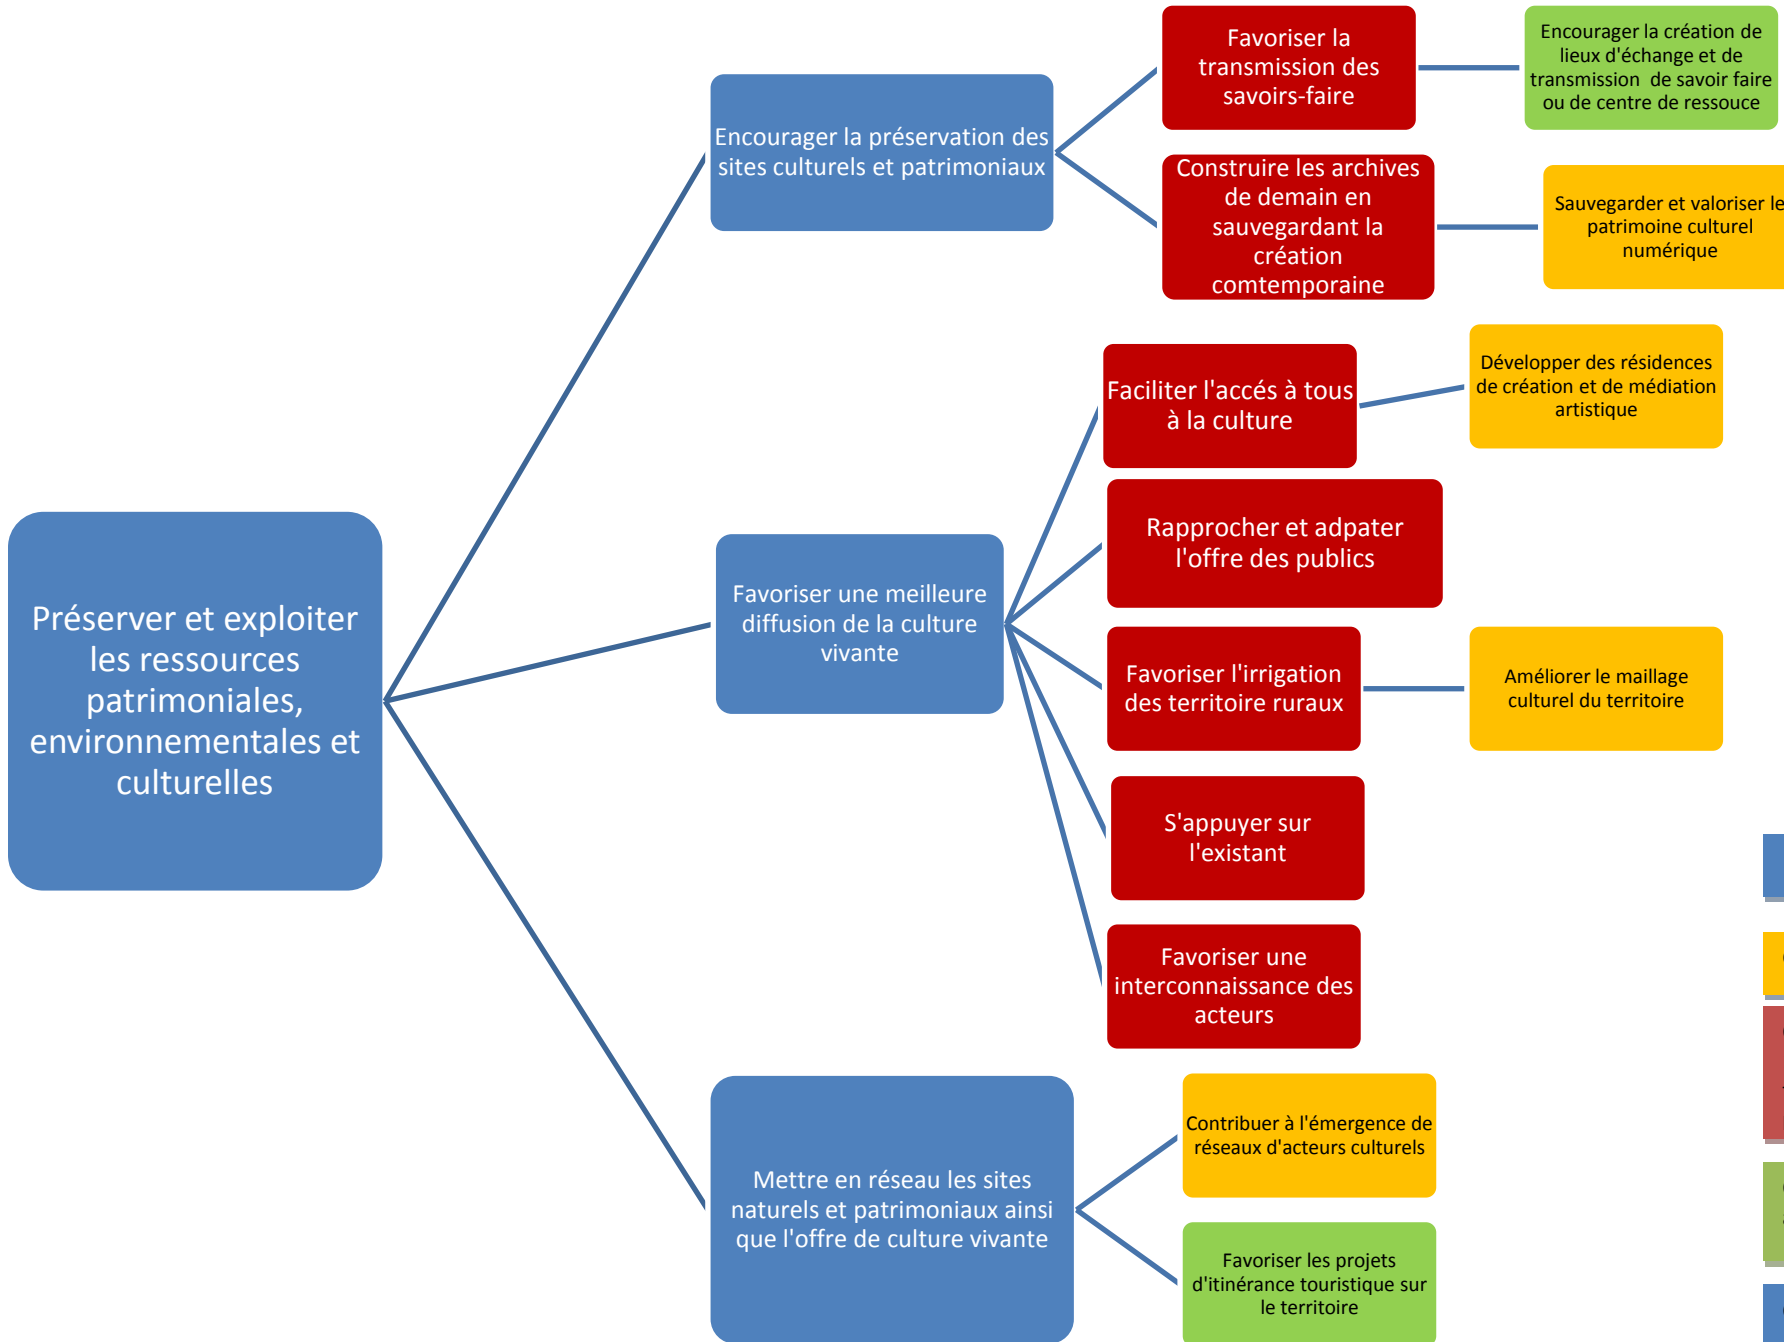 Préserver et exploiter
les ressources
patrimoniales,
environnementales et
culturelles
Encourager la préservation des
sites culturels et patrimoniaux
Favoriser la
transmission des
savoirs-faire
Encourager la création de
lieux d'échange et de
transmission de savoir faire
ou de centre de ressouce
Construire les archives
de demain en
sauvegardant la
création
comtemporaine
Sauvegarder et valoriser le
patrimoine culturel
numérique
Favoriser une meilleure
diffusion de la culture
vivante
Faciliter l'accés à tous
à la culture
Développer des résidences
de création et de médiation
artistique
Rapprocher et adpater
l'offre des publics
Favoriser l'irrigation
des territoire ruraux
Améliorer le maillage
culturel du territoire
S'appuyer sur
l'existant
Favoriser une
interconnaissance des
acteurs
Mettre en réseau les sites
naturels et patrimoniaux ainsi
que l'offre de culture vivante
Contribuer à l'émergence de
réseaux d'acteurs culturels
Favoriser les projets
d'itinérance touristique sur
le territoire